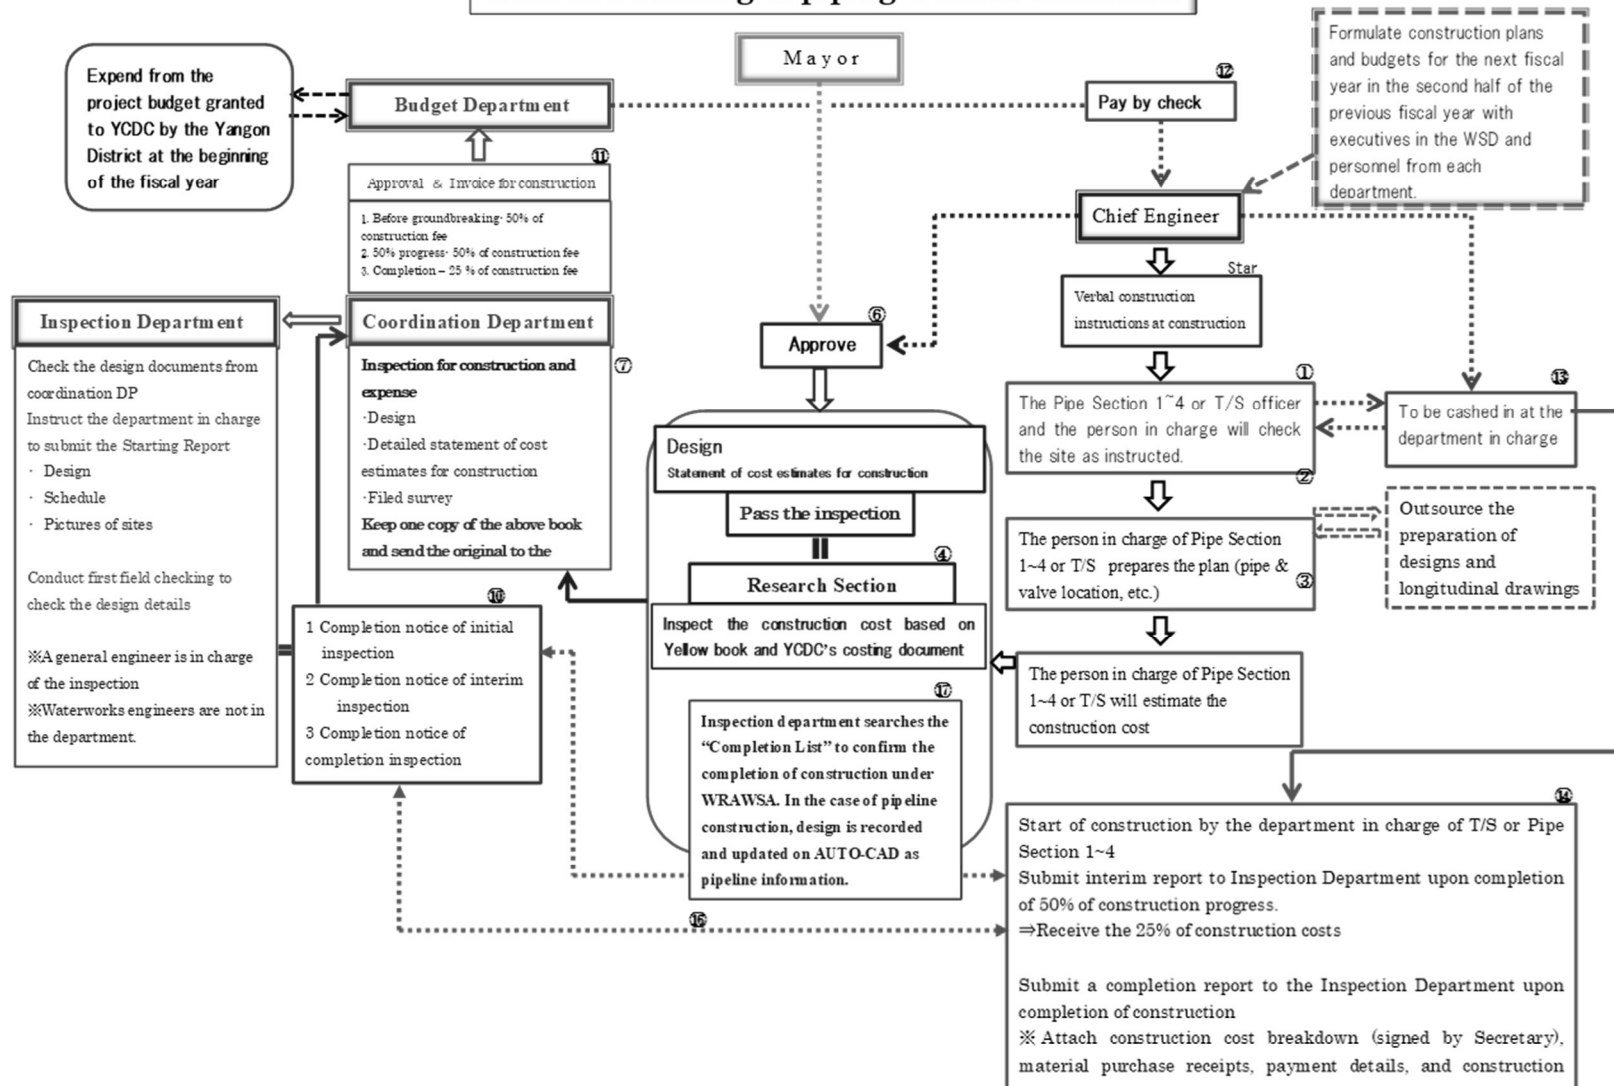 Mayor
Expend from the
project budget granted
to YCDC by the Yangon
District at the beginning
of the fiscal year
Budget Department
⑫
Pay by check
Formulate construction plans
and budgets for the next fiscal
year in the second half of the
previous fiscal year with
executives in the WSD and
personnel from each
department.
⑪
Approval & Invoice for construction
1. Before groundbreaking- 50% of
construction fee
2. 50% progress- 50% of construction fee
3. Completion – 25 % of construction fee
Chief Engineer
Star
Verbal construction
instructions at construction
Inspection Department
Coordination Department
⑥
Approve
Check the design documents from
coordination DP
Instruct the department in charge
to submit the Starting Report
· Design
· Schedule
· Pictures of sites
Conduct first field checking to
check the design details
※A general engineer is in charge
of the inspection
※Waterworks engineers are not in
the department.
⑦
Inspection for construction and
expense
·Design
·Detailed statement of cost
estimates for construction
·Filed survey
Keep one copy of the above book
and send the original to the
①
The Pipe Section 1~4 or T/S officer
and the person in charge will check
the site as instructed.
②
⑬
To be cashed in at the
department in charge
Design
Statement of cost estimates for construction
Pass the inspection
④
Research Section
Inspect the construction cost based on
Yellow book and YCDC's costing document
The person in charge of Pipe Section
1~4 or T/S prepares the plan (pipe &
valve location, etc.)
③
Outsource the
preparation of
designs and
longitudinal drawings
⑩
1 Completion notice of initial
inspection
2 Completion notice of interim
inspection
3 Completion notice of
completion inspection
The person in charge of Pipe Section
1~4 or T/S will estimate the
construction cost
⑰
Inspection department searches the
“Completion List” to confirm the
completion of construction under
WRAWSA. In the case of pipeline
construction, design is recorded
and updated on AUTO-CAD as
pipeline information.
⑯
⑭
Start of construction by the department in charge of T/S or Pipe
Section 1~4
Submit interim report to Inspection Department upon completion
of 50% of construction progress.
⇒Receive the 25% of construction costs
Submit a completion report to the Inspection Department upon
completion of construction
※ Attach construction cost breakdown (signed by Secretary),
material purchase receipts, payment details, and construction